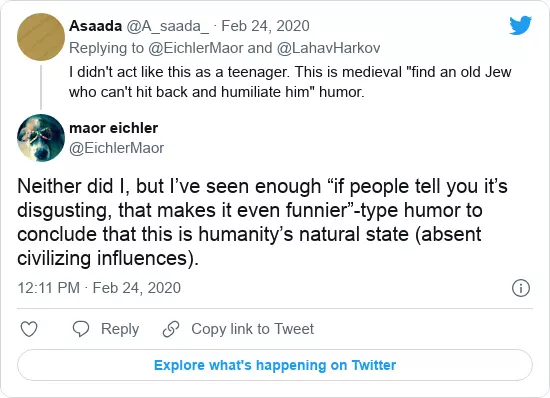 Asaada @A_saada_ · Feb 24, 2020
Replying to @EichlerMaor and @LahavHarkov
I didn't act like this as a teenager. This is medieval "find an old Jew
who can't hit back and humiliate him" humor.
maor eichler
@EichlerMaor
Neither did I, but I’ve seen enough “if people tell you it’s
disgusting, that makes it even funnier”-type humor to
conclude that this is humanity’s natural state (absent
civilizing influences).
12:11 PM · Feb 24, 2020
Reply
Copy link to Tweet
Explore what's happening on Twitter